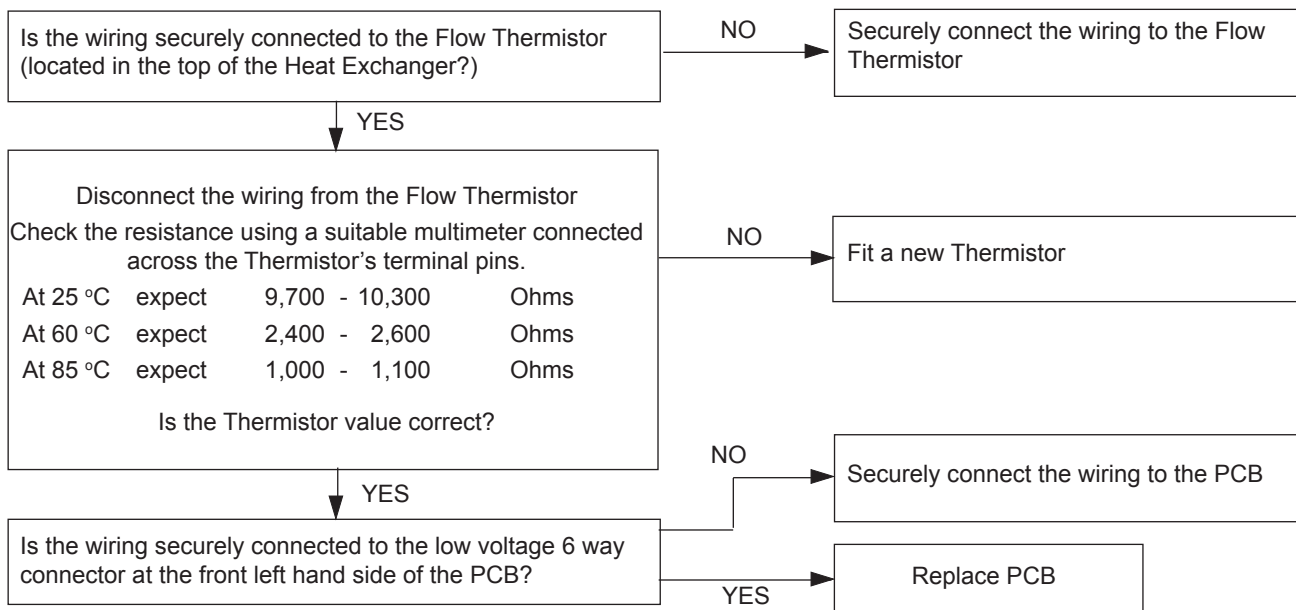 Is the wiring securely connected to the Flow Thermistor
(located in the top of the Heat Exchanger?)
NO
Securely connect the wiring to the Flow
Thermistor
YES
Disconnect the wiring from the Flow Thermistor
Check the resistance using a suitable multimeter connected
across the Thermistor's terminal pins.
At 25 °C expect 9,700 - 10,300 Ohms
At 60 °C expect 2,400 - 2,600 Ohms
At 85 °C expect 1,000 - 1,100 Ohms
Is the Thermistor value correct?
NO
Fit a new Thermistor
YES
Is the wiring securely connected to the low voltage 6 way
connector at the front left hand side of the PCB?
NO
Securely connect the wiring to the PCB
YES
Replace PCB